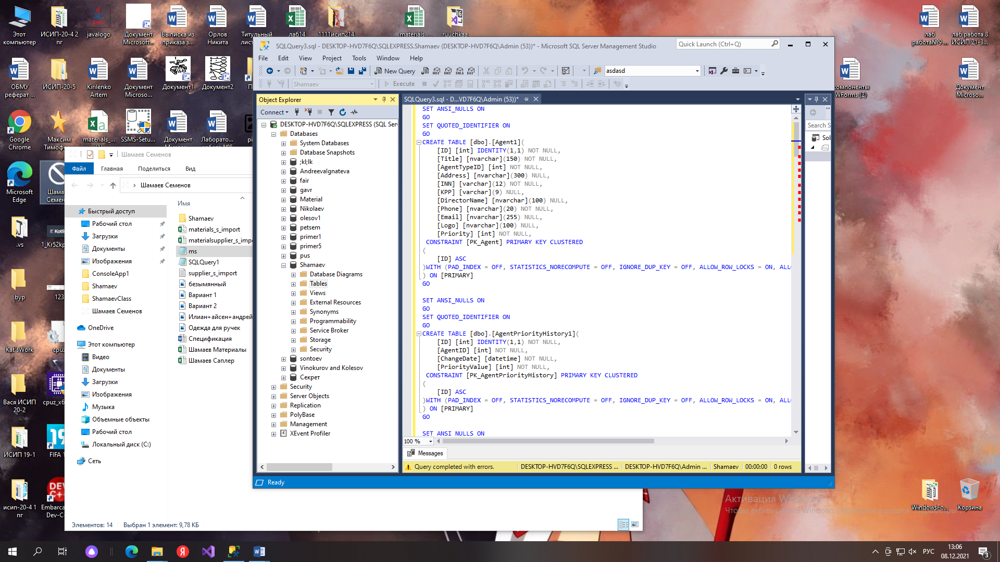 Этот компьютер
ИСИП-20-4 2 пг
javalogo
Документ Microsoft...
Выписка из приказа з...
Орлов Никита
Титульный лист
лаб14
1111исип214
materials_...
ruuchkaa
лаб работа№99...
лаб работа 8 ИСИП 21-3...
ОБМУ реферат ...
ИСИП-20-5
Kirilenko Artem
Документ Microso...
Документ1
Документ2
компоненты WForms (2)
Документ Microso...
Google Chrome
Максим Тимофе...
materials_...
SSMS-Setu...
Документ
Лаборато...
Microsoft Edge
.vs
1_Kr52kp
byp
123
Kat'sWork
cpuz
Вася ИСИП 20-2
cpuz_x6
ИСИП 19-1
FIFA 1
исип-20-4 1 пг
Embarca Dev-C
WindowsFo...
Корзина
Шамаев Семенов
Файл
Главная
Поделиться
Вид
Шамаев Семенов
Имя
Быстрый доступ
Рабочий стол
Загрузки
Документы
Изображения
ConsoleApp1
Shamaev
ShamaevClass
Шамаев Семенов
OneDrive
Этот компьютер
Видео
Документы
Загрузки
Изображения
Музыка
Объемные объекты
Рабочий стол
Локальный диск (C:)
Сеть
Shamaev
materials_s_import
materialsupplier_s_impo
ms
SQLQuery1
supplier_s_import
безымянный
Вариант 1
Вариант 2
Илиан+айсен+андрей
Одежда для ручек
Спецификация
Шамаев Материалы
Шамаев Саплер
Элементов: 14
Выбран 1 элемент: 9,78 КБ
SQLQuery3.sql - DESKTOP-HVD7F6Q\SQLEXPRESS.Shamaev (DESKTOP-HVD7F6Q\Admin (53))* - Microsoft SQL Server Management Studio
Quick Launch (Ctrl+Q)
File Edit View Project Tools Window Help
New Query
MDX DMX XMLA DAX
asdasd
Shamaev
Execute
Object Explorer
Connect
DESKTOP-HVD7F6Q\SQLEXPRESS (SQL Ser
Databases
System Databases
Database Snapshots
;kl;lk
AndreevaIgnateva
fair
gavr
Material
Nikolaev
olesov1
petsem
primer1
primer5
pus
Shamaev
Database Diagrams
Tables
Views
External Resources
Synonyms
Programmability
Service Broker
Storage
Security
sontoev
Vinokurov and Kolesov
Секрет
Security
Server Objects
Replication
PolyBase
Management
XEvent Profiler
SQLQuery3.sql - D...VD7F6Q\Admin (53))*
SET ANSI_NULLS ON
GO
SET QUOTED_IDENTIFIER ON
GO
CREATE TABLE [dbo].[Agent1](
[ID] [int] IDENTITY(1,1) NOT NULL,
[Title] [nvarchar](150) NOT NULL,
[AgentTypeID] [int] NOT NULL,
[Address] [nvarchar](300) NULL,
[INN] [varchar](12) NOT NULL,
[KPP] [varchar](9) NULL,
[DirectorName] [nvarchar](100) NULL,
[Phone] [nvarchar](20) NOT NULL,
[Email] [nvarchar](255) NULL,
[Logo] [nvarchar](100) NULL,
[Priority] [int] NOT NULL,
CONSTRAINT [PK_Agent] PRIMARY KEY CLUSTERED
(
[ID] ASC
)WITH (PAD_INDEX = OFF, STATISTICS_NORECOMPUTE = OFF, IGNORE_DUP_KEY = OFF, ALLOW_ROW_LOCKS = ON, ALLO
) ON [PRIMARY]
GO
SET ANSI_NULLS ON
GO
SET QUOTED_IDENTIFIER ON
GO
CREATE TABLE [dbo].[AgentPriorityHistory1](
[ID] [int] IDENTITY(1,1) NOT NULL,
[AgentID] [int] NOT NULL,
[ChangeDate] [datetime] NOT NULL,
[PriorityValue] [int] NOT NULL,
CONSTRAINT [PK_AgentPriorityHistory] PRIMARY KEY CLUSTERED
(
[ID] ASC
)WITH (PAD_INDEX = OFF, STATISTICS_NORECOMPUTE = OFF, IGNORE_DUP_KEY = OFF, ALLOW_ROW_LOCKS = ON, ALLO
) ON [PRIMARY]
GO
SET ANSI_NULLS ON
100 %
Messages
Query completed with errors.
DESKTOP-HVD7F6Q\SQLEXPRESS ...
DESKTOP-HVD7F6Q\Admin ...
Shamaev
00:00:00
0 rows
Search S
Sol
Ready
Активация Windows
Чтобы активировать Windows, перейдите в раздел "Параметры".
РУС
13:06
08.12.2021
3